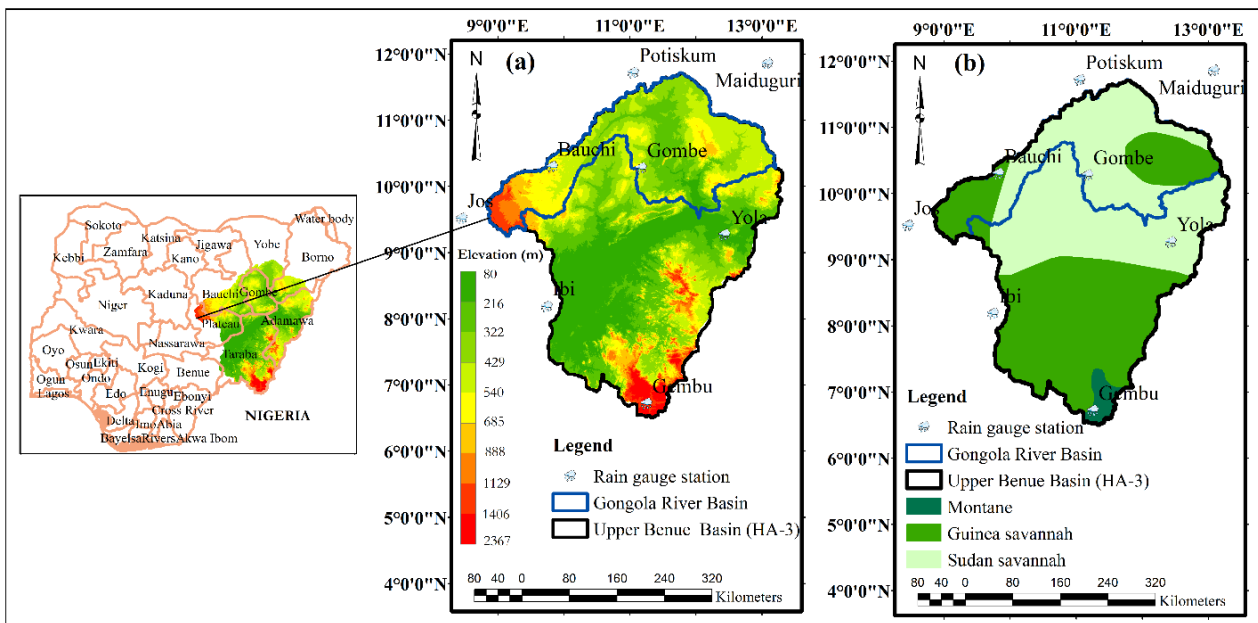 9°0'0"E 11°0'0"E 13°0'0"E
12°0'0"N
11°0'0"N
10°0'0"N
9°0'0"N
8°0'0"N
7°0'0"N
6°0'0"N
5°0'0"N
4°0'0"N
N
(a)
Potiskum
Maiduguri
Bauchi
Gombe
Jos
Yola
Ibi
Gembu
Elevation (m)
80
216
322
429
540
685
888
1129
1406
2367
Legend
Rain gauge station
Gongola River Basin
Upper Benue Basin (HA-3)
80 40 0 80 160 240 320
Kilometers
Water body
Sokoto
Katsina
Zamfara
Jigawa
Yobe
Kebbi
Kano
Borno
Kaduna
Bauchi
Gombe
Niger
Plateau
Adamawa
Kwara
Nassarawa
Taraba
Oyo
Osun
Ekiti
Kogi
Benue
Ogun
Ondo
Lagos
Edo
Enugu
Ebonyi
Cross River
NIGERIA
Delta
Imo
Abia
Bayelsa
Rivers
Akwa Ibom
9°0'0"E 11°0'0"E 13°0'0"E
12°0'0"N
11°0'0"N
10°0'0"N
9°0'0"N
8°0'0"N
7°0'0"N
6°0'0"N
5°0'0"N
4°0'0"N
N
(b)
Potiskum
Maiduguri
Bauchi
Gombe
Jos
Yola
Ibi
Gembu
Legend
Rain gauge station
Gongola River Basin
Upper Benue Basin (HA-3)
Montane
Guinea savannah
Sudan savannah
80 40 0 80 160 240 320
Kilometers